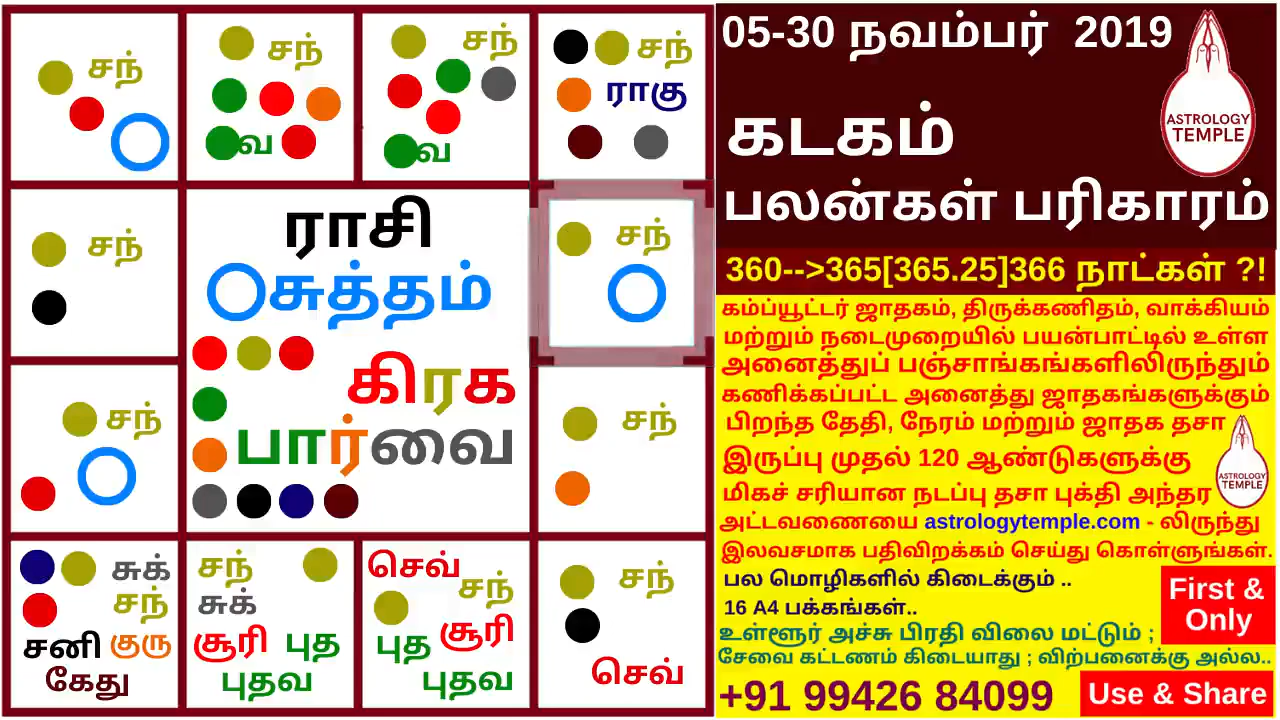 சந்
சந்
வ
சந்
வ
சந்
ராகு
சந்
ராசி
சுத்தம்
கிரக
பார்வை
சந்
சந்
சந்
சுக்
சந்
சனி குரு
கேது
சந்
சுக்
சூரி புத
புதவ
செவ்
சந்
புத சூரி
புதவ
சந்
செவ்
05-30 நவம்பர் 2019
ASTROLOGY
TEMPLE
கடகம்
பலன்கள் பரிகாரம்
360-->365[365.25]366 நாட்கள் ?!
கம்ப்யூட்டர் ஜாதகம், திருக்கணிதம், வாக்கியம்
மற்றும் நடைமுறையில் பயன்பாட்டில் உள்ள
அனைத்துப் பஞ்சாங்கங்களிலிருந்தும்
கணிக்கப்பட்ட அனைத்து ஜாதகங்களுக்கும்
பிறந்த தேதி, நேரம் மற்றும் ஜாதக தசா
இருப்பு முதல் 120 ஆண்டுகளுக்கு
மிகச் சரியான நடப்பு தசா புக்தி அந்தர
அட்டவணையை astrologytemple.com - லிருந்து
இலவசமாக பதிவிறக்கம் செய்து கொள்ளுங்கள்.
ASTROLOGY
TEMPLE
பல மொழிகளில் கிடைக்கும் ..
16 A4 பக்கங்கள்..
First &
Only
உள்ளூர் அச்சு பிரதி விலை மட்டும் ;
சேவை கட்டணம் கிடையாது ; விற்பனைக்கு அல்ல..
+91 99426 84099
Use & Share